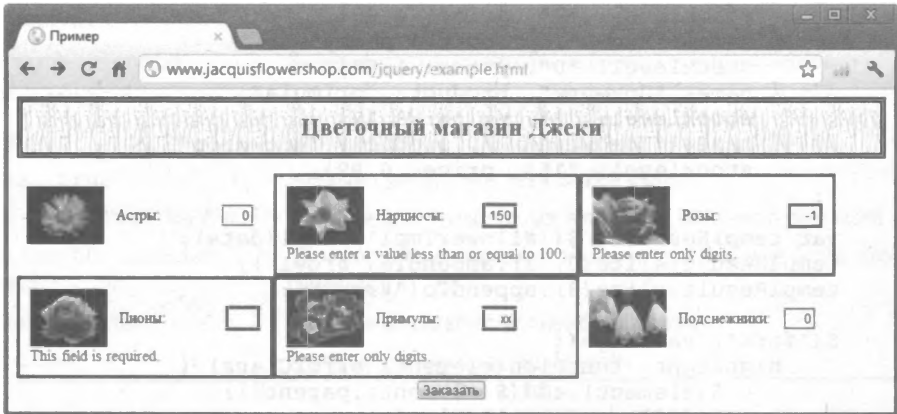 Пример
www.jacquisflowershop.com/jquery/example.html
Цветочный магазин Джеки
Астры: 0
Нарциссы: 150
Розы: -1
Please enter a value less than or equal to 100.
Please enter only digits.
Пионы:
Примулы: xx
Подснежники: 0
This field is required.
Please enter only digits.
Заказать